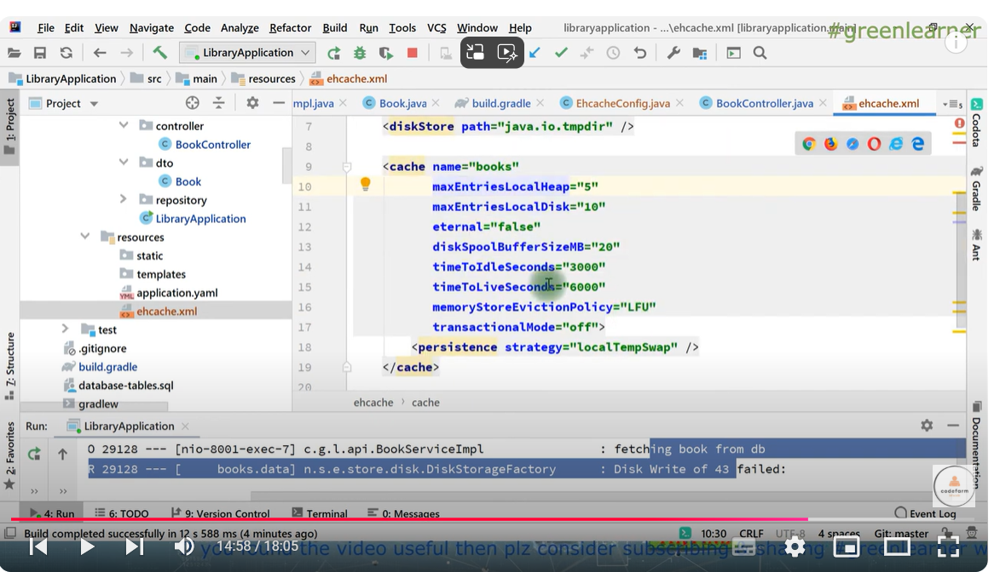 File Edit View Navigate Code Analyze Refactor Build Run Tools VCS Window Help libraryapplication - ...\ehcache.xml [libraryapplication.main]
#greenlearner
LibraryApplication
LibraryApplication src main resources ehcache.xml
Project
mpl.java Book.java build.gradle EhcacheConfig.java BookController.java ehcache.xml
1: Project
controller
BookController
dto
Book
repository
LibraryApplication
resources
static
templates
application.yaml
ehcache.xml
test
.gitignore
build.gradle
database-tables.sql
gradlew
7 <diskStore path="java.io.tmpdir" />
8
9 <cache name="books"
10 maxEntriesLocalHeap="5"
11 maxEntriesLocalDisk="10"
12 eternal="false"
13 diskSpoolBufferSizeMB="20"
14 timeToIdleSeconds="3000"
15 timeToLiveSeconds="6000"
16 memoryStoreEvictionPolicy="LFU"
17 transactionalMode="off">
18 <persistence strategy="localTempSwap" />
19 </cache>
20
ehcache cache
Codota
Gradle
Ant
Documentation
7: Structure
2: Favorites
Run: LibraryApplication
O 29128 --- [nio-8001-exec-7] c.g.l.api.BookServiceImpl : fetching book from db
R 29128 --- [ books.data] n.s.e.store.disk.DiskStorageFactory : Disk Write of 43 failed:
codefarm
4: Run 6: TODO 9: Version Control Terminal 0: Messages Event Log
Build completed successfully in 12 s 588 ms (4 minutes ago) 10:30 CRLF UTF-8 4 spaces Git: master
14:58 / 18:05
you found the video useful then plz consider subscribing & sharing #greenlearner w